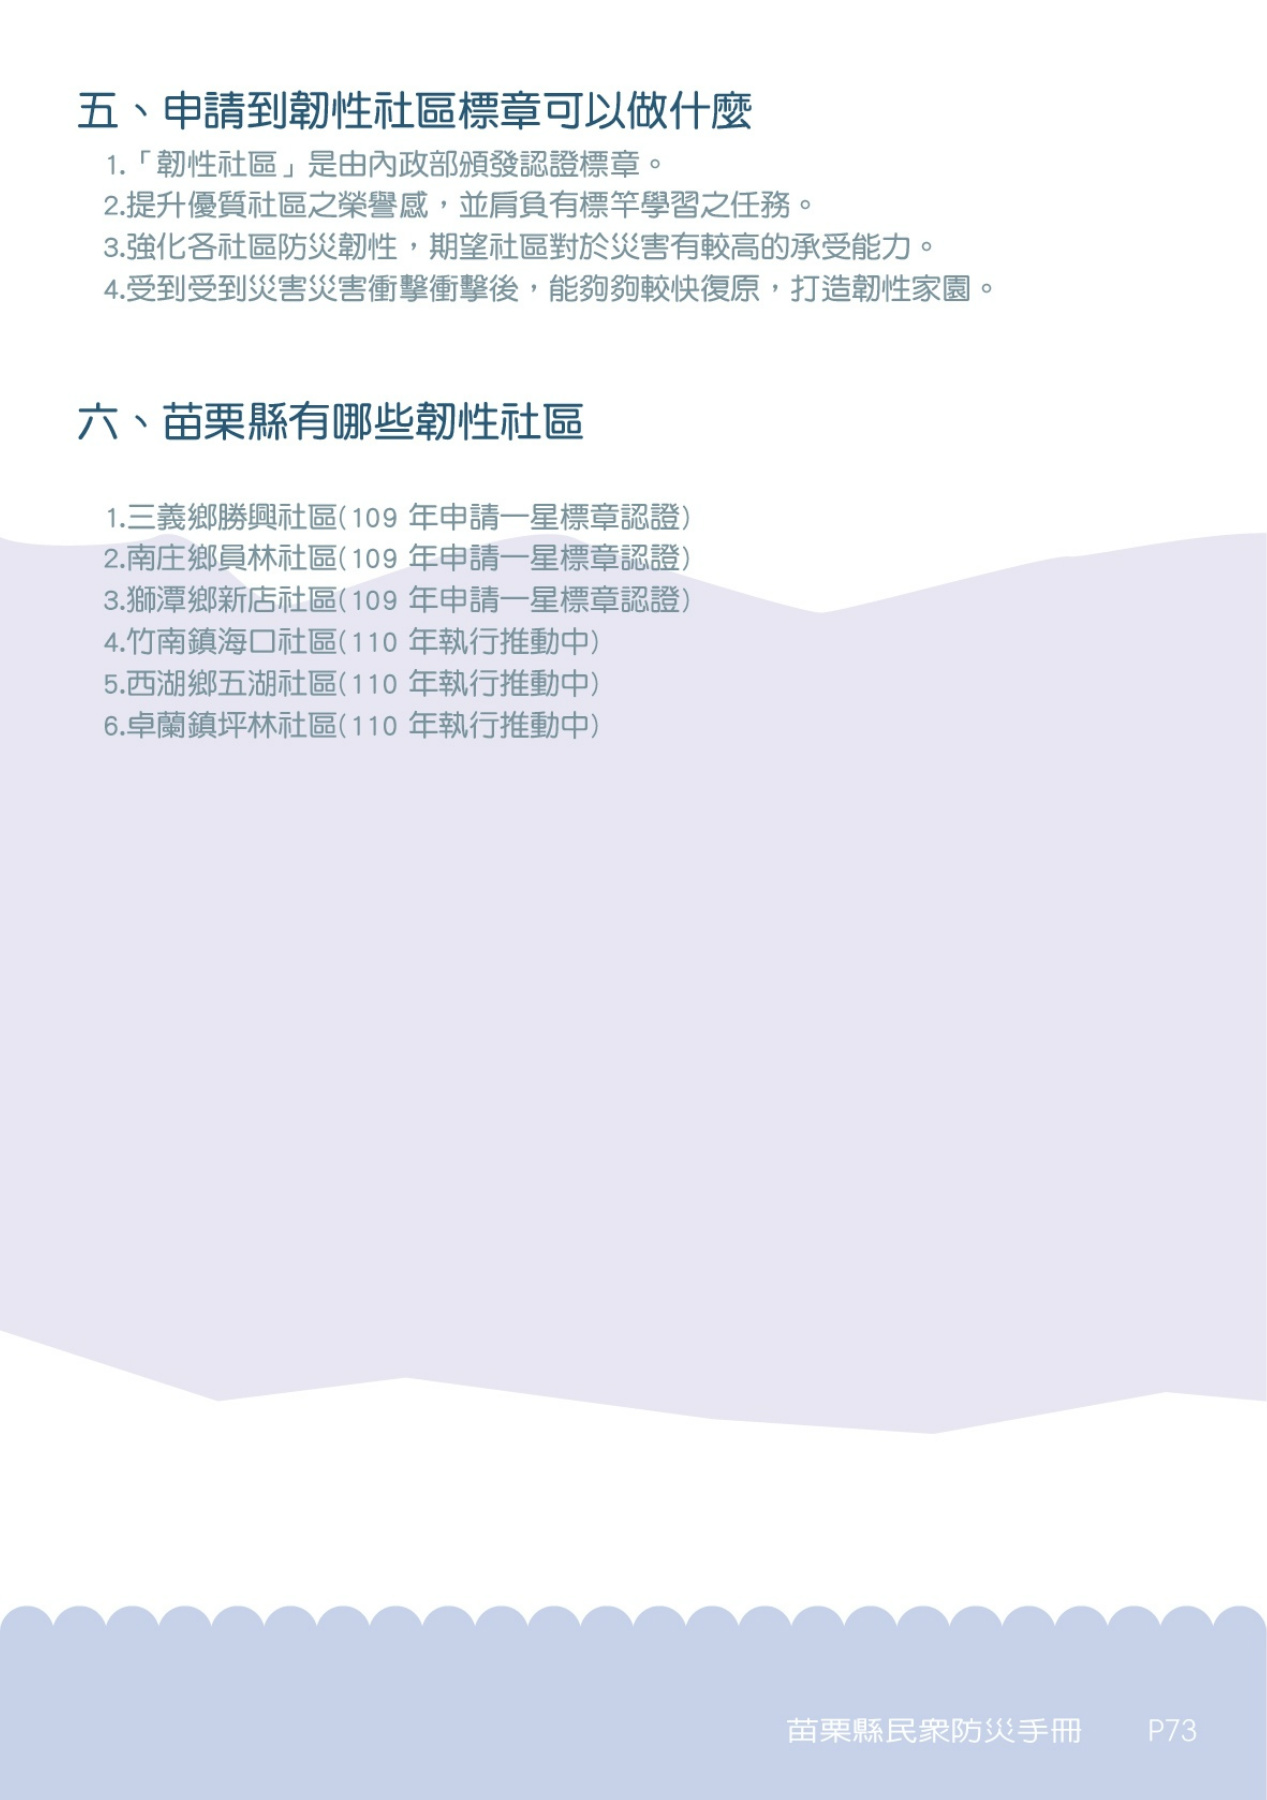 五、申請到韌性社區標章可以做什麼
1.「韌性社區」是由內政部頒發認證標章。
2.提升優質社區之榮譽感，並肩負有標竿學習之任務。
3.強化各社區防災韌性，期望社區對於災害有較高的承受能力。
4.受到受到災害災害衝擊衝擊後，能夠夠較快復原，打造韌性家園。
六、苗栗縣有哪些韌性社區
1.三義鄉勝興社區(109 年申請一星標章認證)
2.南庄鄉員林社區(109 年申請一星標章認證)
3.獅潭鄉新店社區(109 年申請一星標章認證)
4.竹南鎮海口社區(110 年執行推動中)
5.西湖鄉五湖社區(110 年執行推動中)
6.卓蘭鎮坪林社區(110 年執行推動中)
苗栗縣民眾防災手冊 P73